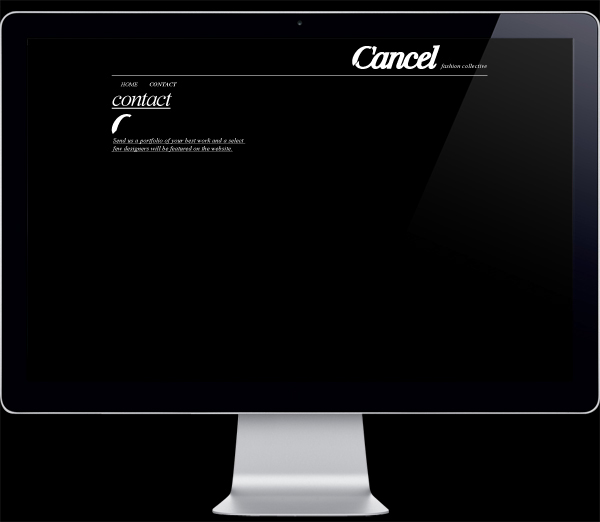 Cancel fashion collective
HOME CONTACT
contact
Send us a portfolio of your best work and a select
few designers will be featured on the website.